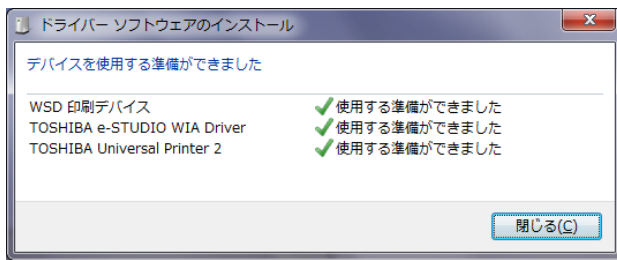 ドライバー ソフトウェアのインストール
デバイスを使用する準備ができました
WSD 印刷デバイス 使用する準備ができました
TOSHIBA e-STUDIO WIA Driver 使用する準備ができました
TOSHIBA Universal Printer 2 使用する準備ができました
閉じる(C)